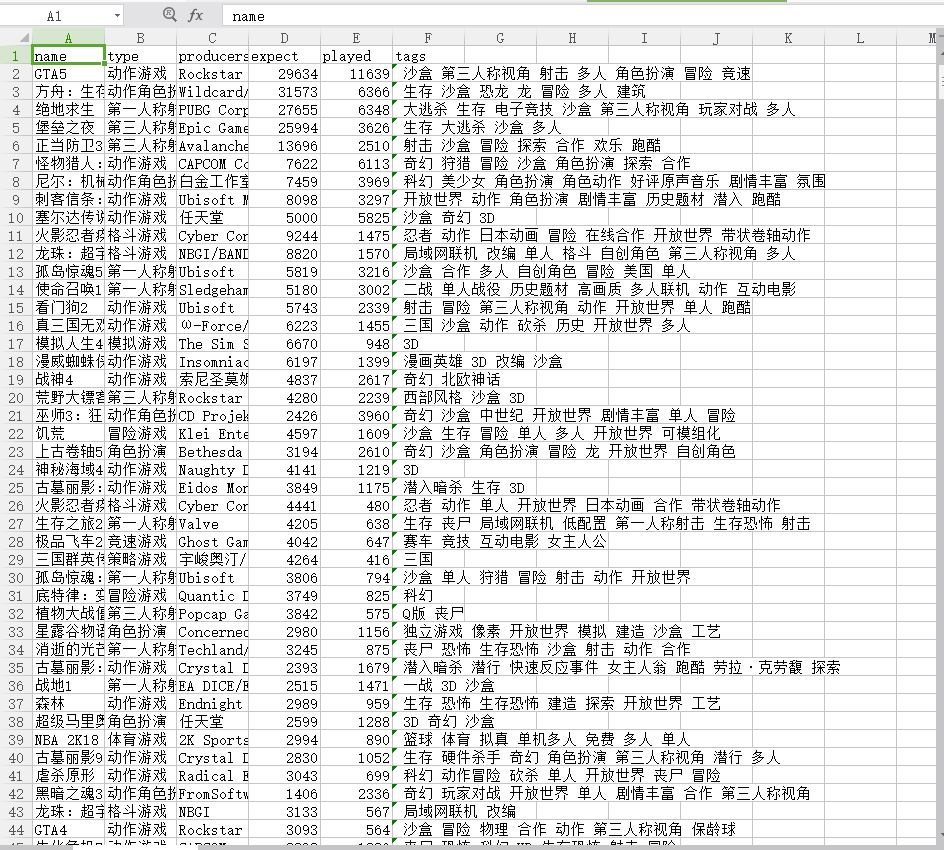 A1 fx name
A B C D E F G H I J K L M
1 name type producers expect played tags
2 GTA5 动作游戏 Rockstar 29634 11639 沙盒 第三人称视角 射击 多人 角色扮演 冒险 竞速
3 方舟：生存 动作角色扮 Wildcard/ 31573 6366 生存 沙盒 恐龙 龙 冒险 多人 建筑
4 绝地求生 第一人称射 PUBG Corp 27655 6348 大逃杀 生存 电子竞技 沙盒 第三人称视角 玩家对战 多人
5 堡垒之夜 第三人称射 Epic Game 25994 3626 生存 大逃杀 沙盒 多人
6 正当防卫3 第三人称射 Avalanche 13696 2510 射击 沙盒 冒险 探索 合作 欢乐 跑酷
7 怪物猎人： 动作游戏 CAPCOM Co 7622 6113 奇幻 狩猎 冒险 沙盒 角色扮演 探索 合作
8 尼尔：机械 动作角色扮 白金工作室 7459 3969 科幻 美少女 角色扮演 角色动作 好评原声音乐 剧情丰富 氛围
9 刺客信条： 动作游戏 Ubisoft M 8098 3297 开放世界 动作 角色扮演 剧情丰富 历史题材 潜入 跑酷
10 塞尔达传说 动作游戏 任天堂 5000 5825 沙盒 奇幻 3D
11 火影忍者疾 格斗游戏 Cyber Con 9244 1475 忍者 动作 日本动画 冒险 在线合作 开放世界 带状卷轴动作
12 龙珠：超宇 格斗游戏 NBGI/BAND 8820 1570 局域网联机 改编 单人 格斗 自创角色 第三人称视角 多人
13 孤岛惊魂5 第一人称射 Ubisoft 5819 3216 沙盒 合作 多人 自创角色 冒险 美国 单人
14 使命召唤1 第一人称射 Sledgeham 5180 3002 二战 单人战役 历史题材 高画质 多人联机 动作 互动电影
15 看门狗2 动作游戏 Ubisoft 5743 2339 射击 冒险 第三人称视角 动作 开放世界 单人 跑酷
16 真三国无双 动作游戏 ω-Force/ 6223 1455 三国 沙盒 动作 砍杀 历史 开放世界 多人
17 模拟人生4 模拟游戏 The Sim S 6670 948 3D
18 漫威蜘蛛侠 动作游戏 Insomniac 6197 1399 漫画英雄 3D 改编 沙盒
19 战神4 动作游戏 索尼圣莫妮 4837 2617 奇幻 北欧神话
20 荒野大镖客 第三人称射 Rockstar 4280 2239 西部风格 沙盒 3D
21 巫师3：狂 动作角色扮 CD Projek 2426 3960 奇幻 沙盒 中世纪 开放世界 剧情丰富 单人 冒险
22 饥荒 冒险游戏 Klei Ente 4597 1609 沙盒 生存 冒险 单人 多人 开放世界 可模组化
23 上古卷轴5 角色扮演 Bethesda 3194 2610 奇幻 沙盒 角色扮演 冒险 龙 开放世界 自创角色
24 神秘海域4 动作游戏 Naughty D 4141 1219 3D
25 古墓丽影： 动作游戏 Eidos Mon 3849 1175 潜入暗杀 生存 3D
26 火影忍者疾 格斗游戏 Cyber Con 4441 480 忍者 动作 单人 开放世界 日本动画 合作 带状卷轴动作
27 生存之旅2 第一人称射 Valve 4205 638 生存 丧尸 局域网联机 低配置 第一人称射击 生存恐怖 射击
28 极品飞车2 竞速游戏 Ghost Gam 4042 647 赛车 竞技 互动电影 女主人公
29 三国群英传 策略游戏 宇峻奥汀/ 4264 416 三国
30 孤岛惊魂： 第一人称射 Ubisoft 3806 794 沙盒 单人 狩猎 冒险 射击 动作 开放世界
31 底特律：变 冒险游戏 Quantic D 3749 825 科幻
32 植物大战僵 第三人称射 Popcap Ga 3842 575 Q版 丧尸
33 星露谷物语 角色扮演 Concerned 2980 1156 独立游戏 像素 开放世界 模拟 建造 沙盒 工艺
34 消逝的光芒 第一人称射 Techland/ 3245 875 丧尸 恐怖 生存恐怖 沙盒 射击 动作 合作
35 古墓丽影： 动作游戏 Crystal D 2393 1679 潜入暗杀 潜行 快速反应事件 女主人翁 跑酷 劳拉·克劳馥 探索
36 战地1 第一人称射 EA DICE/E 2515 1471 一战 3D 沙盒
37 森林 动作游戏 Endnight 2989 959 生存 恐怖 生存恐怖 建造 探索 开放世界 工艺
38 超级马里奥 角色扮演 任天堂 2599 1288 3D 奇幻 沙盒
39 NBA 2K18 体育游戏 2K Sports 2994 890 篮球 体育 拟真 单机多人 免费 多人 单人
40 古墓丽影9 动作游戏 Crystal D 2830 1052 生存 硬件杀手 奇幻 角色扮演 第三人称视角 潜行 多人
41 虐杀原形 动作游戏 Radical E 3043 699 科幻 动作冒险 砍杀 单人 开放世界 丧尸 冒险
42 黑暗之魂3 动作角色扮 FromSoftw 1406 2336 奇幻 玩家对战 开放世界 单人 剧情丰富 合作 第三人称视角
43 龙珠：超宇 格斗游戏 NBGI 3133 567 局域网联机 改编
44 GTA4 动作游戏 Rockstar 3093 564 沙盒 冒险 物理 合作 动作 第三人称视角 保龄球